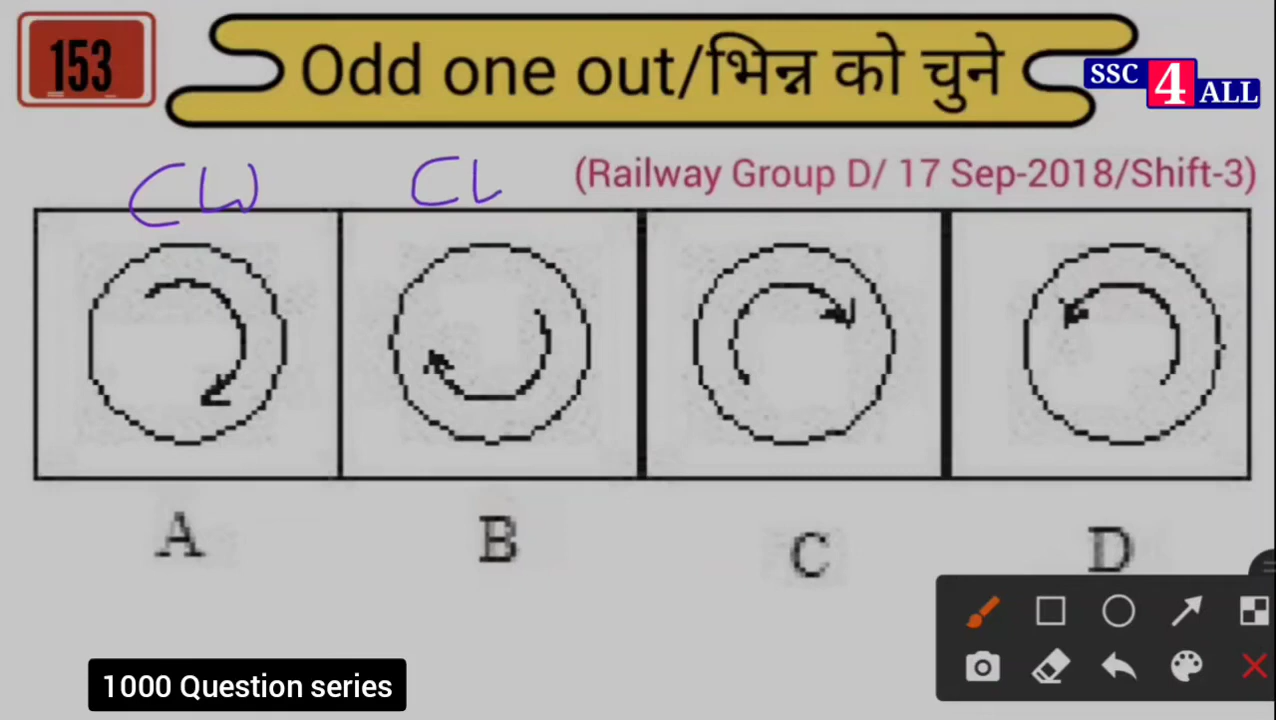 153
Odd one out/भिन्न को चुने
SSC 4 ALL
CW CL
(Railway Group D/ 17 Sep-2018/Shift-3)
A B C D
1000 Question series